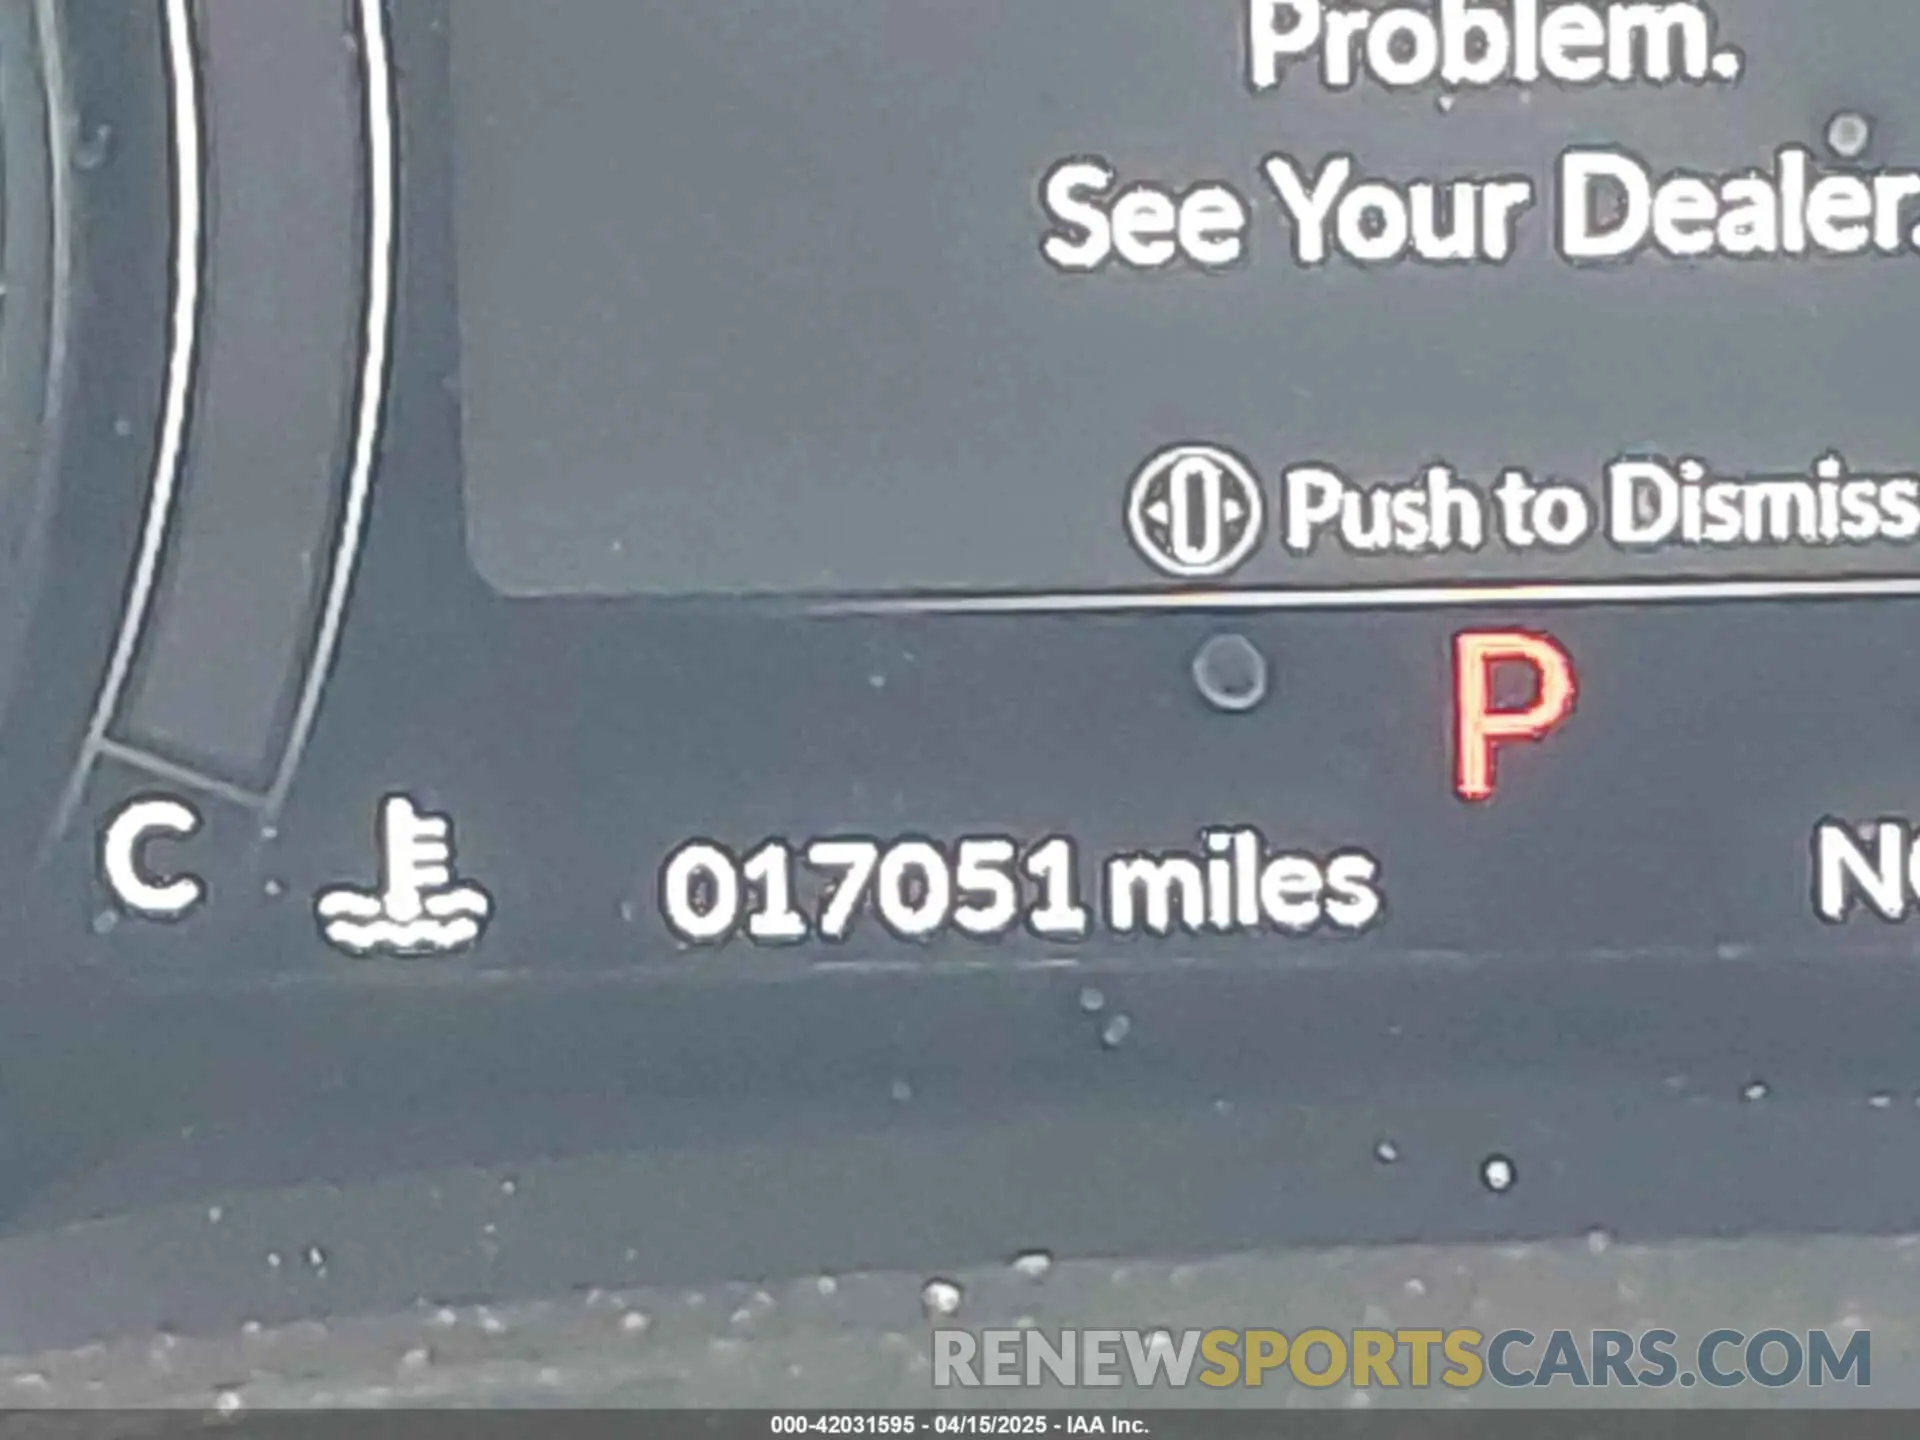 Problem.
See Your Dealer.
Push to Dismiss
P
C
017051 miles
RENEWSPORTSCARS.COM
000-42031595 - 04/15/2025 - IAA Inc.